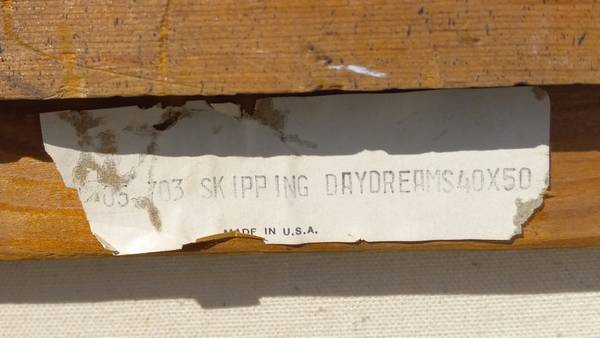 703 SKIPPING DAYDREAMS40X50
MADE IN U.S.A.